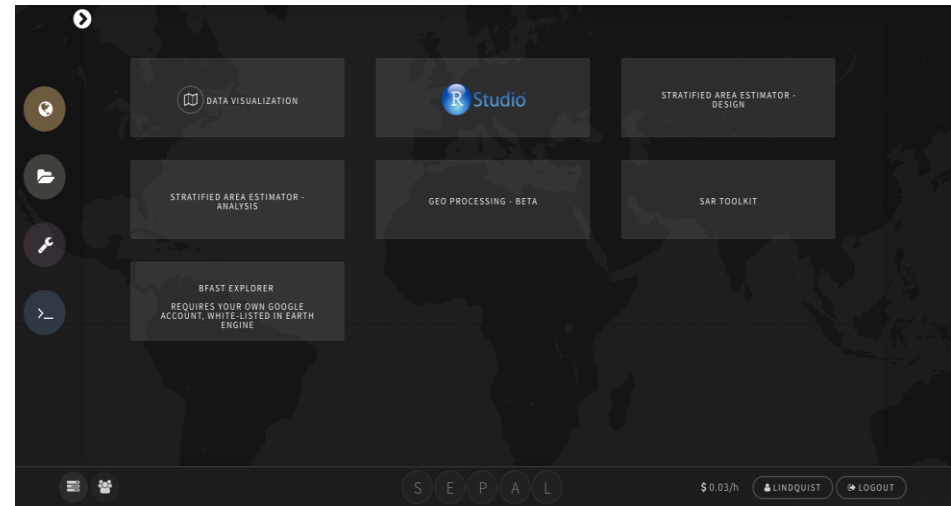 DATA VISUALIZATION
R Studio
STRATIFIED AREA ESTIMATOR -
DESIGN
STRATIFIED AREA ESTIMATOR -
ANALYSIS
GEO PROCESSING - BETA
SAR TOOLKIT
BFAST EXPLORER
REQUIRES YOUR OWN GOOGLE
ACCOUNT, WHITE-LISTED IN EARTH
ENGINE
>_
S E P A L
$ 0.03/h
LINDQUIST
LOGOUT